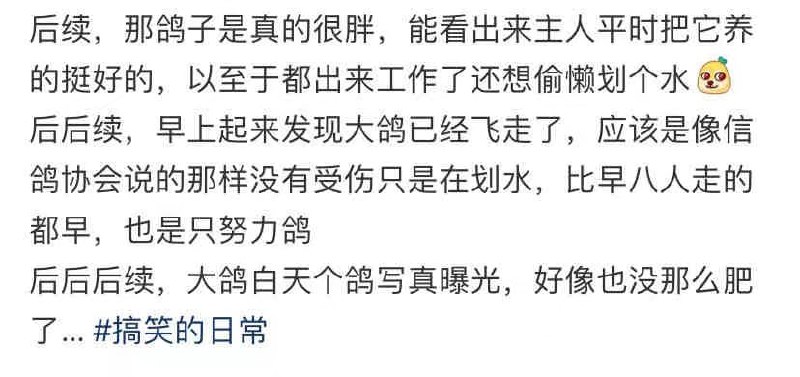 后续，那鸽子是真的很胖，能看出来主人平时把它养
的挺好的，以至于都出来工作了还想偷懒划个水
后后续，早上起来发现大鸽已经飞走了，应该是像信
鸽协会说的那样没有受伤只是在划水，比早八人走的
都早，也是只努力鸽
后后后续，大鸽白天个鸽写真曝光，好像也没那么肥
了... #搞笑的日常